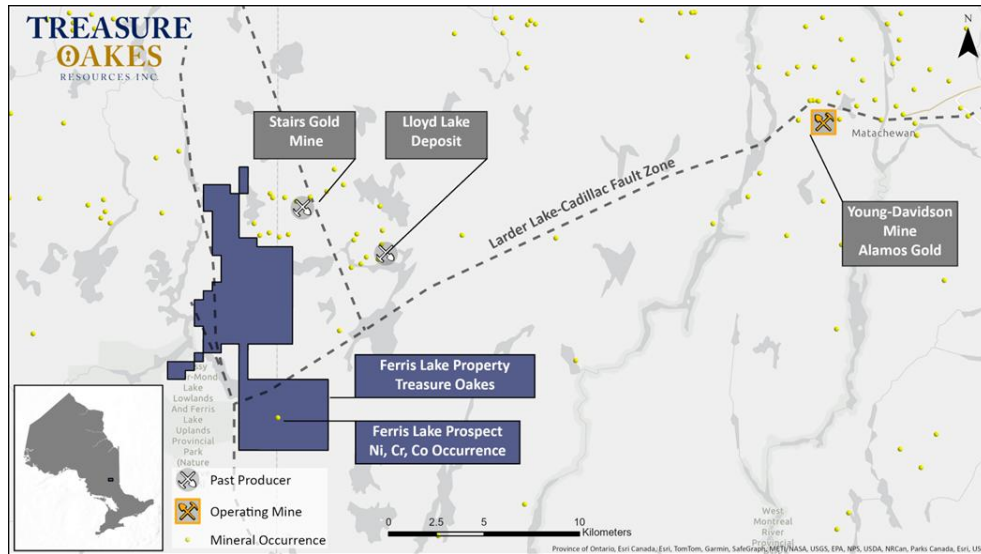 TREASURE
OAKES
RESOURCES INC.
N
Stairs Gold
Mine
Lloyd Lake
Deposit
Matachewan
Larder Lake-Cadillac Fault Zone
Young-Davidson
Mine
Alamos Gold
Ferris Lake Property
Treasure Oakes
Ferris Lake Prospect
Ni, Cr, Co Occurrence
Lake
Lowlands
And Ferris
Lake
Uplands
Provincial
Park
(Nature
Past Producer
Operating Mine
Mineral Occurrence
0 2.5 5 10
Kilometers
West
Montreal
River
Provincial
Province of Ontario, Esri Canada, Esri, TomTom, Garmin, SafeGraph, METI/NASA, USGS, EPA, NPS, USDA, NRCan, Parks Canada, Esri, US